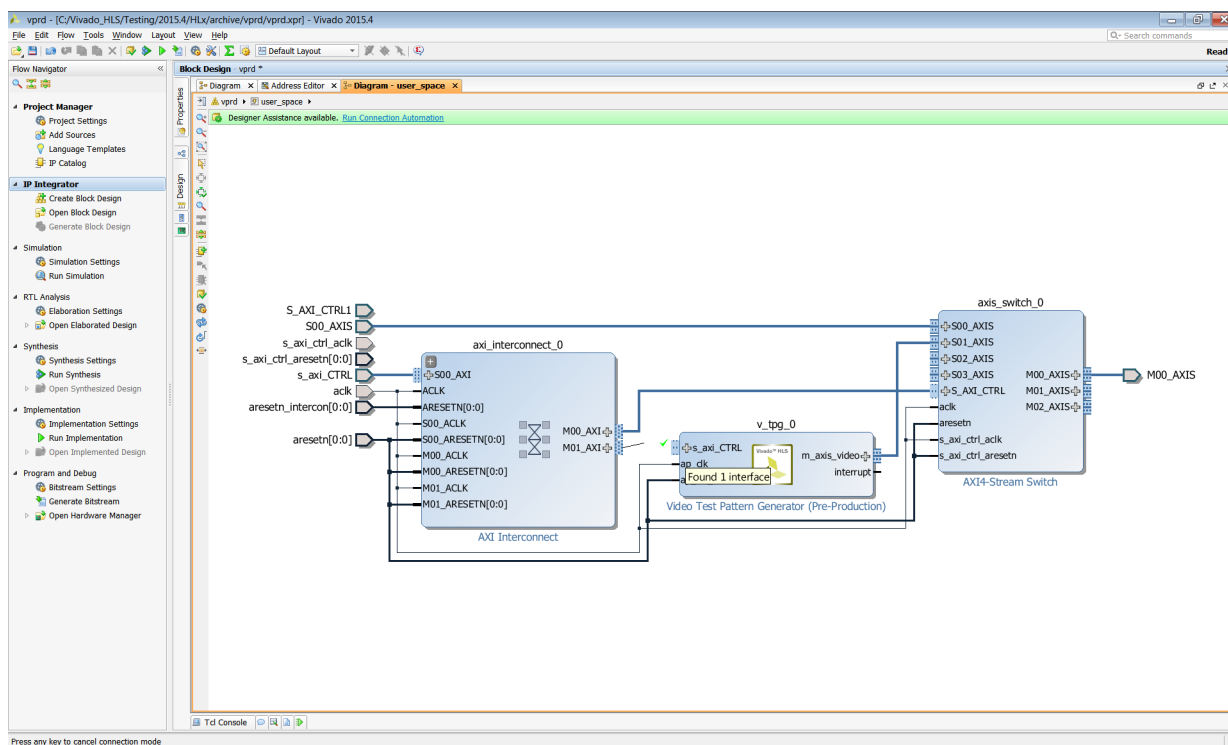 vprd - [C:/Vivado_HLS/Testing/2015.4/HLx/archive/vprd/vprd.xpr] - Vivado 2015.4
File Edit Flow Tools Window Layout View Help
Q- Search commands
Default Layout
Read
Flow Navigator
Block Design - vprd *
Diagram
Address Editor
Diagram - user_space
vprd
user_space
Designer Assistance available. Run Connection Automation
Properties
Design
Project Manager
Project Settings
Add Sources
Language Templates
IP Catalog
IP Integrator
Create Block Design
Open Block Design
Generate Block Design
Simulation
Simulation Settings
Run Simulation
RTL Analysis
Elaboration Settings
Open Elaborated Design
Synthesis
Synthesis Settings
Run Synthesis
Open Synthesized Design
Implementation
Implementation Settings
Run Implementation
Open Implemented Design
Program and Debug
Bitstream Settings
Generate Bitstream
Open Hardware Manager
S_AXI_CTRL1
S00_AXIS
s_axi_ctrl_aclk
s_axi_ctrl_aresetn[0:0]
s_axi_CTRL
aclk
aresetn_intercon[0:0]
aresetn[0:0]
axi_interconnect_0
S00_AXI
ACLK
ARESETN[0:0]
S00_ACLK
S00_ARESETN[0:0]
M00_ACLK
M00_ARESETN[0:0]
M01_ACLK
M01_ARESETN[0:0]
M00_AXI
M01_AXI
AXI Interconnect
v_tpg_0
s_axi_CTRL
ap_clk
Found 1 interface
Vivado™ HLS
m_axis_video
interrupt
Video Test Pattern Generator (Pre-Production)
axis_switch_0
S00_AXIS
S01_AXIS
S02_AXIS
S03_AXIS
S_AXI_CTRL
aclk
aresetn
s_axi_ctrl_aclk
s_axi_ctrl_aresetn
M00_AXIS
M01_AXIS
M02_AXIS
AXI4-Stream Switch
M00_AXIS
Tcl Console
Press any key to cancel connection mode